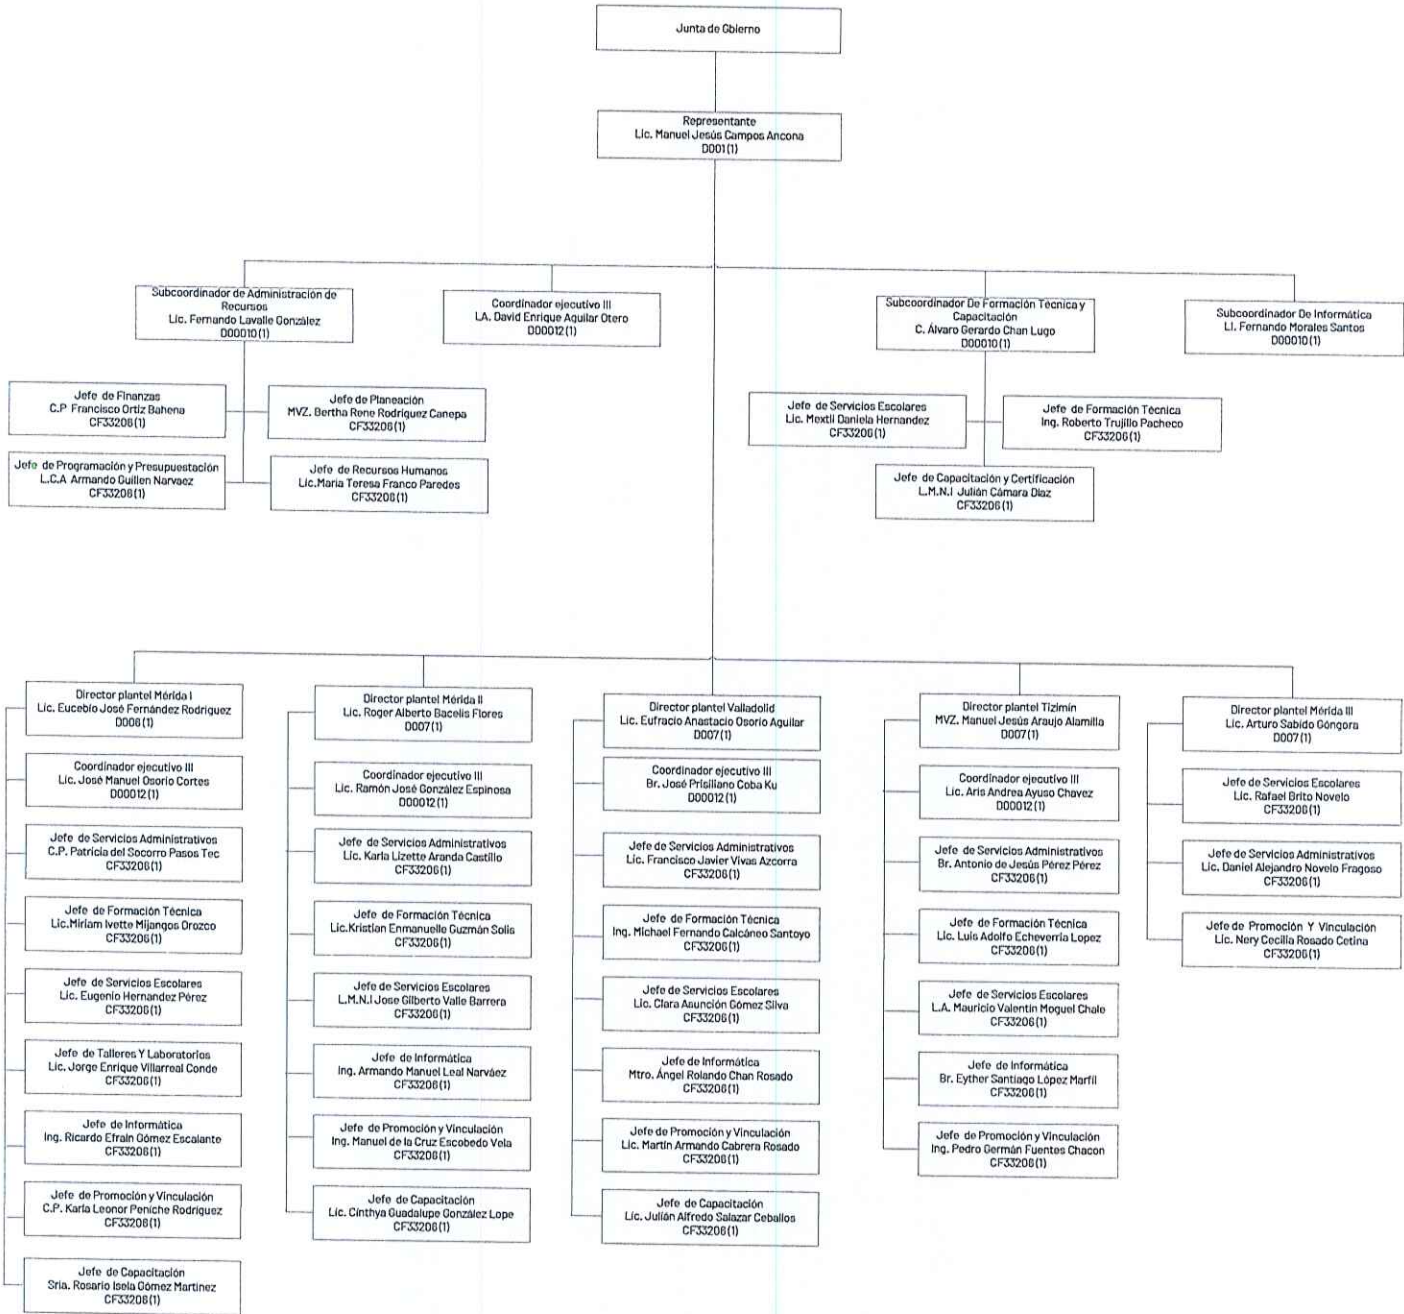 Junta de Gbierno
Representante
Lic. Manuel Jesús Campos Ancona
D001(1)
Subcoordinador de Administración de
Recursos
Lic. Fernando Lavalle González
D00010(1)
Coordinador ejecutivo III
LA. David Enrique Aguilar Otero
D00012(1)
Subcoordinador De Formación Técnica y
Capacitación
C. Álvaro Gerardo Chan Lugo
D00010(1)
Subcoordinador De Informática
LI. Fernando Morales Santos
D00010(1)
Jefe de Finanzas
C.P Francisco Ortiz Bahena
CF33206(1)
Jefe de Planeación
MVZ. Bertha Rene Rodríguez Canepa
CF33206(1)
Jefe de Programación y Presupuestación
L.C.A Armando Guillen Narvaez
CF33206(1)
Jefe de Recursos Humanos
Lic.Maria Teresa Franco Paredes
CF33206(1)
Jefe de Servicios Escolares
Lic. Mextli Daniela Hernandez
CF33206(1)
Jefe de Formación Técnica
Ing. Roberto Trujillo Pacheco
CF33206(1)
Jefe de Capacitación y Certificación
L.M.N.I Julián Cámara Díaz
CF33206(1)
Director plantel Mérida I
Lic. Eucebio José Fernández Rodríguez
D006(1)
Coordinador ejecutivo III
Lic. José Manuel Osorio Cortes
D00012(1)
Jefe de Servicios Administrativos
C.P. Patricia del Socorro Pasos Tec
CF33206(1)
Jefe de Formación Técnica
Lic.Miriam Ivette Mijangos Orozco
CF33206(1)
Jefe de Servicios Escolares
Lic. Eugenio Hernandez Pérez
CF33206(1)
Jefe de Talleres Y Laboratorios
Lic. Jorge Enrique Villarreal Conde
CF33206(1)
Jefe de Informática
Ing. Ricardo Efraín Gómez Escalante
CF33206(1)
Jefe de Promoción y Vinculación
C.P. Karla Leonor Peniche Rodríguez
CF33206(1)
Jefe de Capacitación
Sria. Rosario Isela Gómez Martinez
CF33206(1)
Director plantel Mérida II
Lic. Roger Alberto Bacelis Flores
D007(1)
Coordinador ejecutivo III
Lic. Ramón José González Espinosa
D00012(1)
Jefe de Servicios Administrativos
Lic. Karla Lizette Aranda Castillo
CF33206(1)
Jefe de Formación Técnica
Lic.Kristian Enmanuelle Guzmán Solis
CF33206(1)
Jefe de Servicios Escolares
L.M.N.I Jose Gilberto Valle Barrera
CF33206(1)
Jefe de Informática
Ing. Armando Manuel Leal Narváez
CF33206(1)
Jefe de Promoción y Vinculación
Ing. Manuel de la Cruz Escobedo Vela
CF33206(1)
Jefe de Capacitación
Lic. Cinthya Guadalupe González Lope
CF33206(1)
Director plantel Valladolid
Lic. Eufracio Anastacio Osorio Aguilar
D007(1)
Coordinador ejecutivo III
Br. José Prisiliano Coba Ku
D00012(1)
Jefe de Servicios Administrativos
Lic. Francisco Javier Vivas Azcorra
CF33206(1)
Jefe de Formación Técnica
Ing. Michael Fernando Calcáneo Santoyo
CF33206(1)
Jefe de Servicios Escolares
Lic. Clara Asunción Gómez Silva
CF33206(1)
Jefe de Informática
Mtro. Ángel Rolando Chan Rosado
CF33206(1)
Jefe de Promoción y Vinculación
Lic. Martín Armando Cabrera Rosado
CF33206(1)
Jefe de Capacitación
Lic. Julián Alfredo Salazar Ceballos
CF33206(1)
Director plantel Tizimín
MVZ. Manuel Jesús Araujo Alamilla
D007(1)
Coordinador ejecutivo III
Lic. Aris Andrea Ayuso Chavez
D00012(1)
Jefe de Servicios Administrativos
Br. Antonio de Jesús Pérez Pérez
CF33206(1)
Jefe de Formación Técnica
Lic. Luis Adolfo Echeverría Lopez
CF33206(1)
Jefe de Servicios Escolares
L.A. Mauricio Valentin Moguel Chale
CF33206(1)
Jefe de Informática
Br. Eyther Santiago López Marfil
CF33206(1)
Jefe de Promoción y Vinculación
Ing. Pedro Germán Fuentes Chacon
CF33206(1)
Director plantel Mérida III
Lic. Arturo Sabido Góngora
D007(1)
Jefe de Servicios Escolares
Lic. Rafael Brito Novelo
CF33206(1)
Jefe de Servicios Administrativos
Lic. Daniel Alejandro Novelo Fragoso
CF33206(1)
Jefe de Promoción Y Vinculación
Lic. Nery Cecilia Rosado Cetina
CF33206(1)